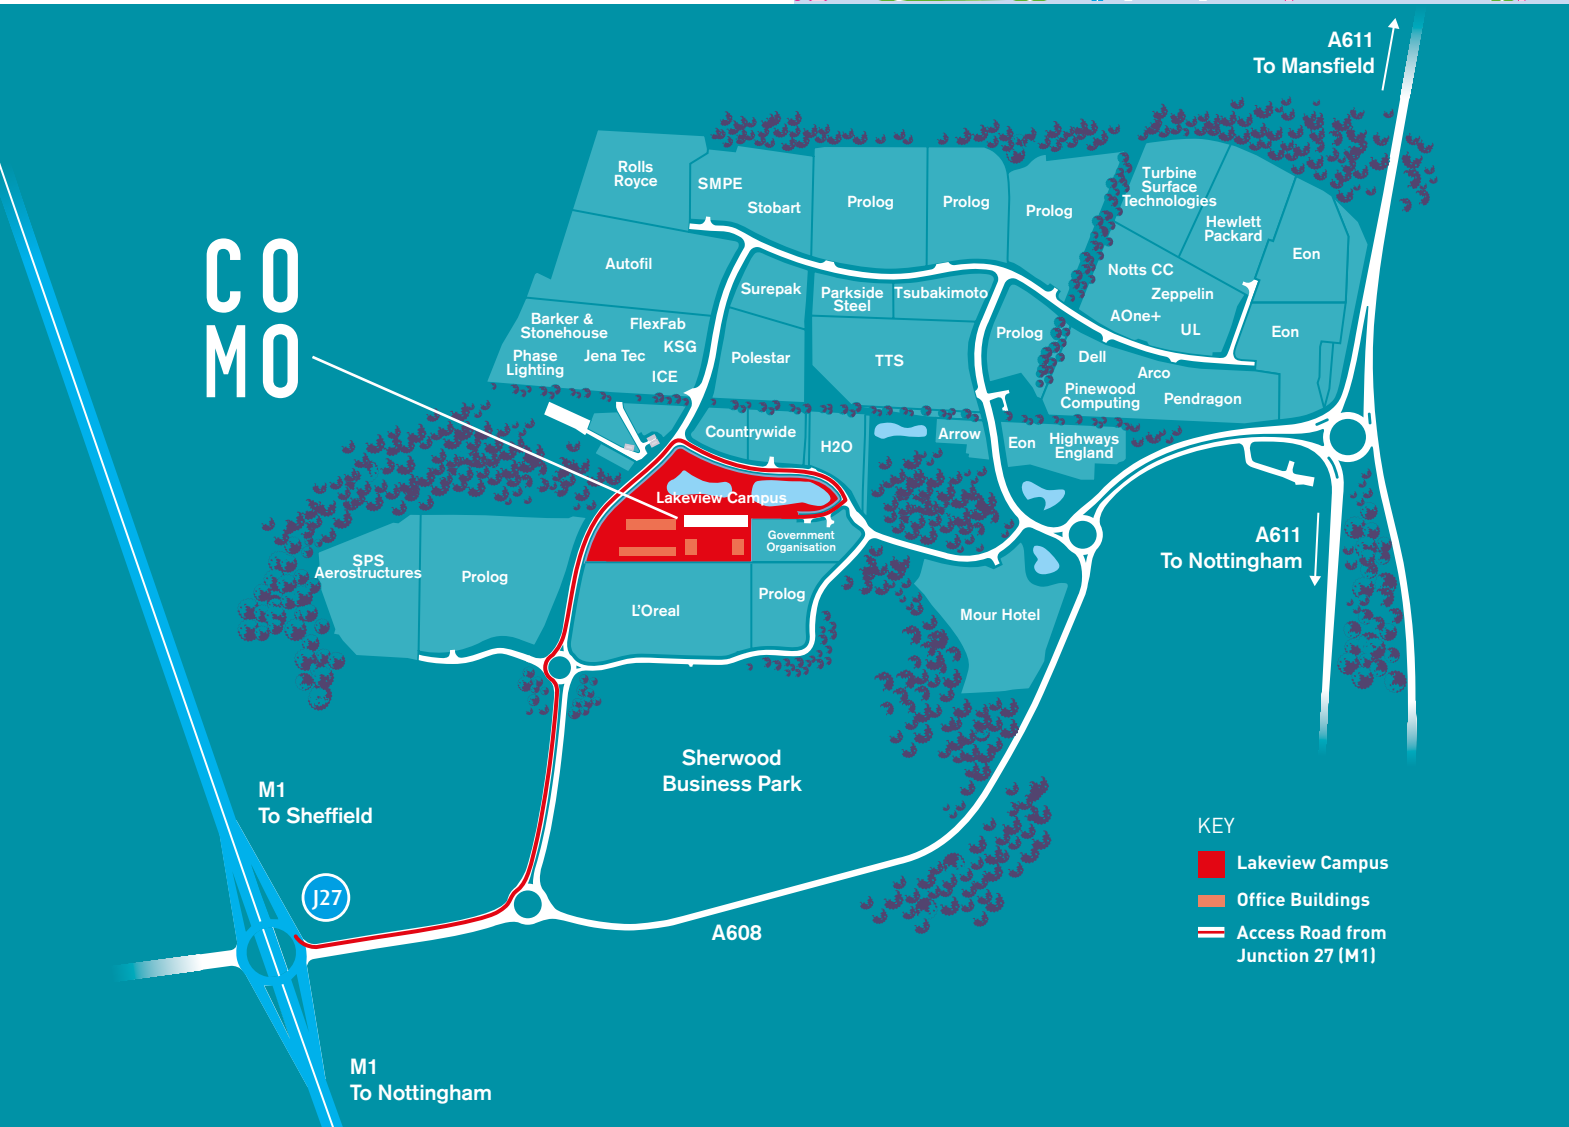 A611
To Mansfield
CO
MO
Rolls
Royce
SMPE
Stobart
Prolog
Prolog
Prolog
Turbine
Surface
Technologies
Hewlett
Packard
Eon
Autofil
Surepak
Parkside
Steel
Tsubakimoto
Notts CC
Zeppelin
AOne+
UL
Eon
Barker &
Stonehouse
FlexFab
KSG
Phase
Lighting
Jena Tec
ICE
Polestar
TTS
Prolog
Dell
Arco
Pinewood
Computing
Pendragon
Countrywide
H2O
Arrow
Eon
Highways
England
Lakeview Campus
Government
Organisation
A611
To Nottingham
SPS
Aerostructures
Prolog
L'Oreal
Prolog
Mour Hotel
Sherwood
Business Park
M1
To Sheffield
J27
A608
M1
To Nottingham
KEY
Lakeview Campus
Office Buildings
Access Road from
Junction 27 (M1)